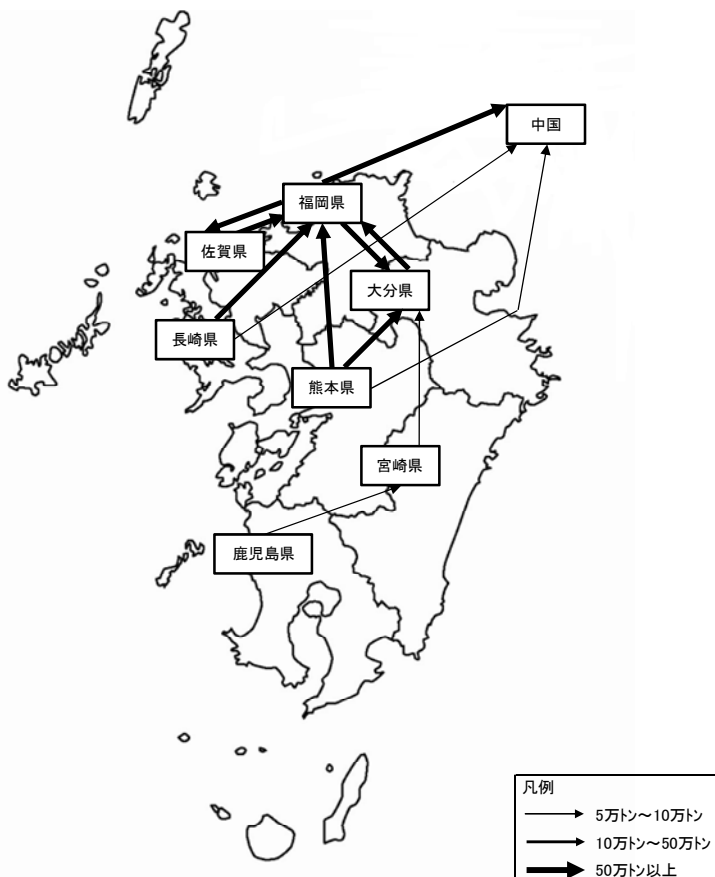 中国
福岡県
佐賀県
大分県
長崎県
熊本県
宮崎県
鹿児島県
凡例
5万トン～10万トン
10万トン～50万トン
50万トン以上